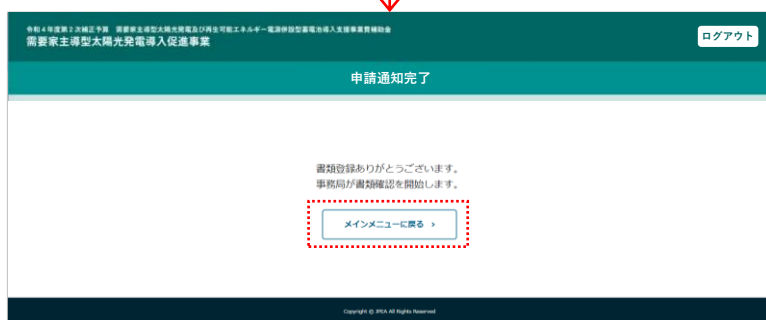 令和4年度第2次補正予算 需要家主導型太陽光発電及び再生可能エネルギー電源併設型蓄電池導入支援事業費補助金
需要家主導型太陽光発電導入促進事業
ログアウト
申請通知完了
書類登録ありがとうございます。
事務局が書類確認を開始します。
メインメニューに戻る ›
Copyright © JPEA All Rights Reserved